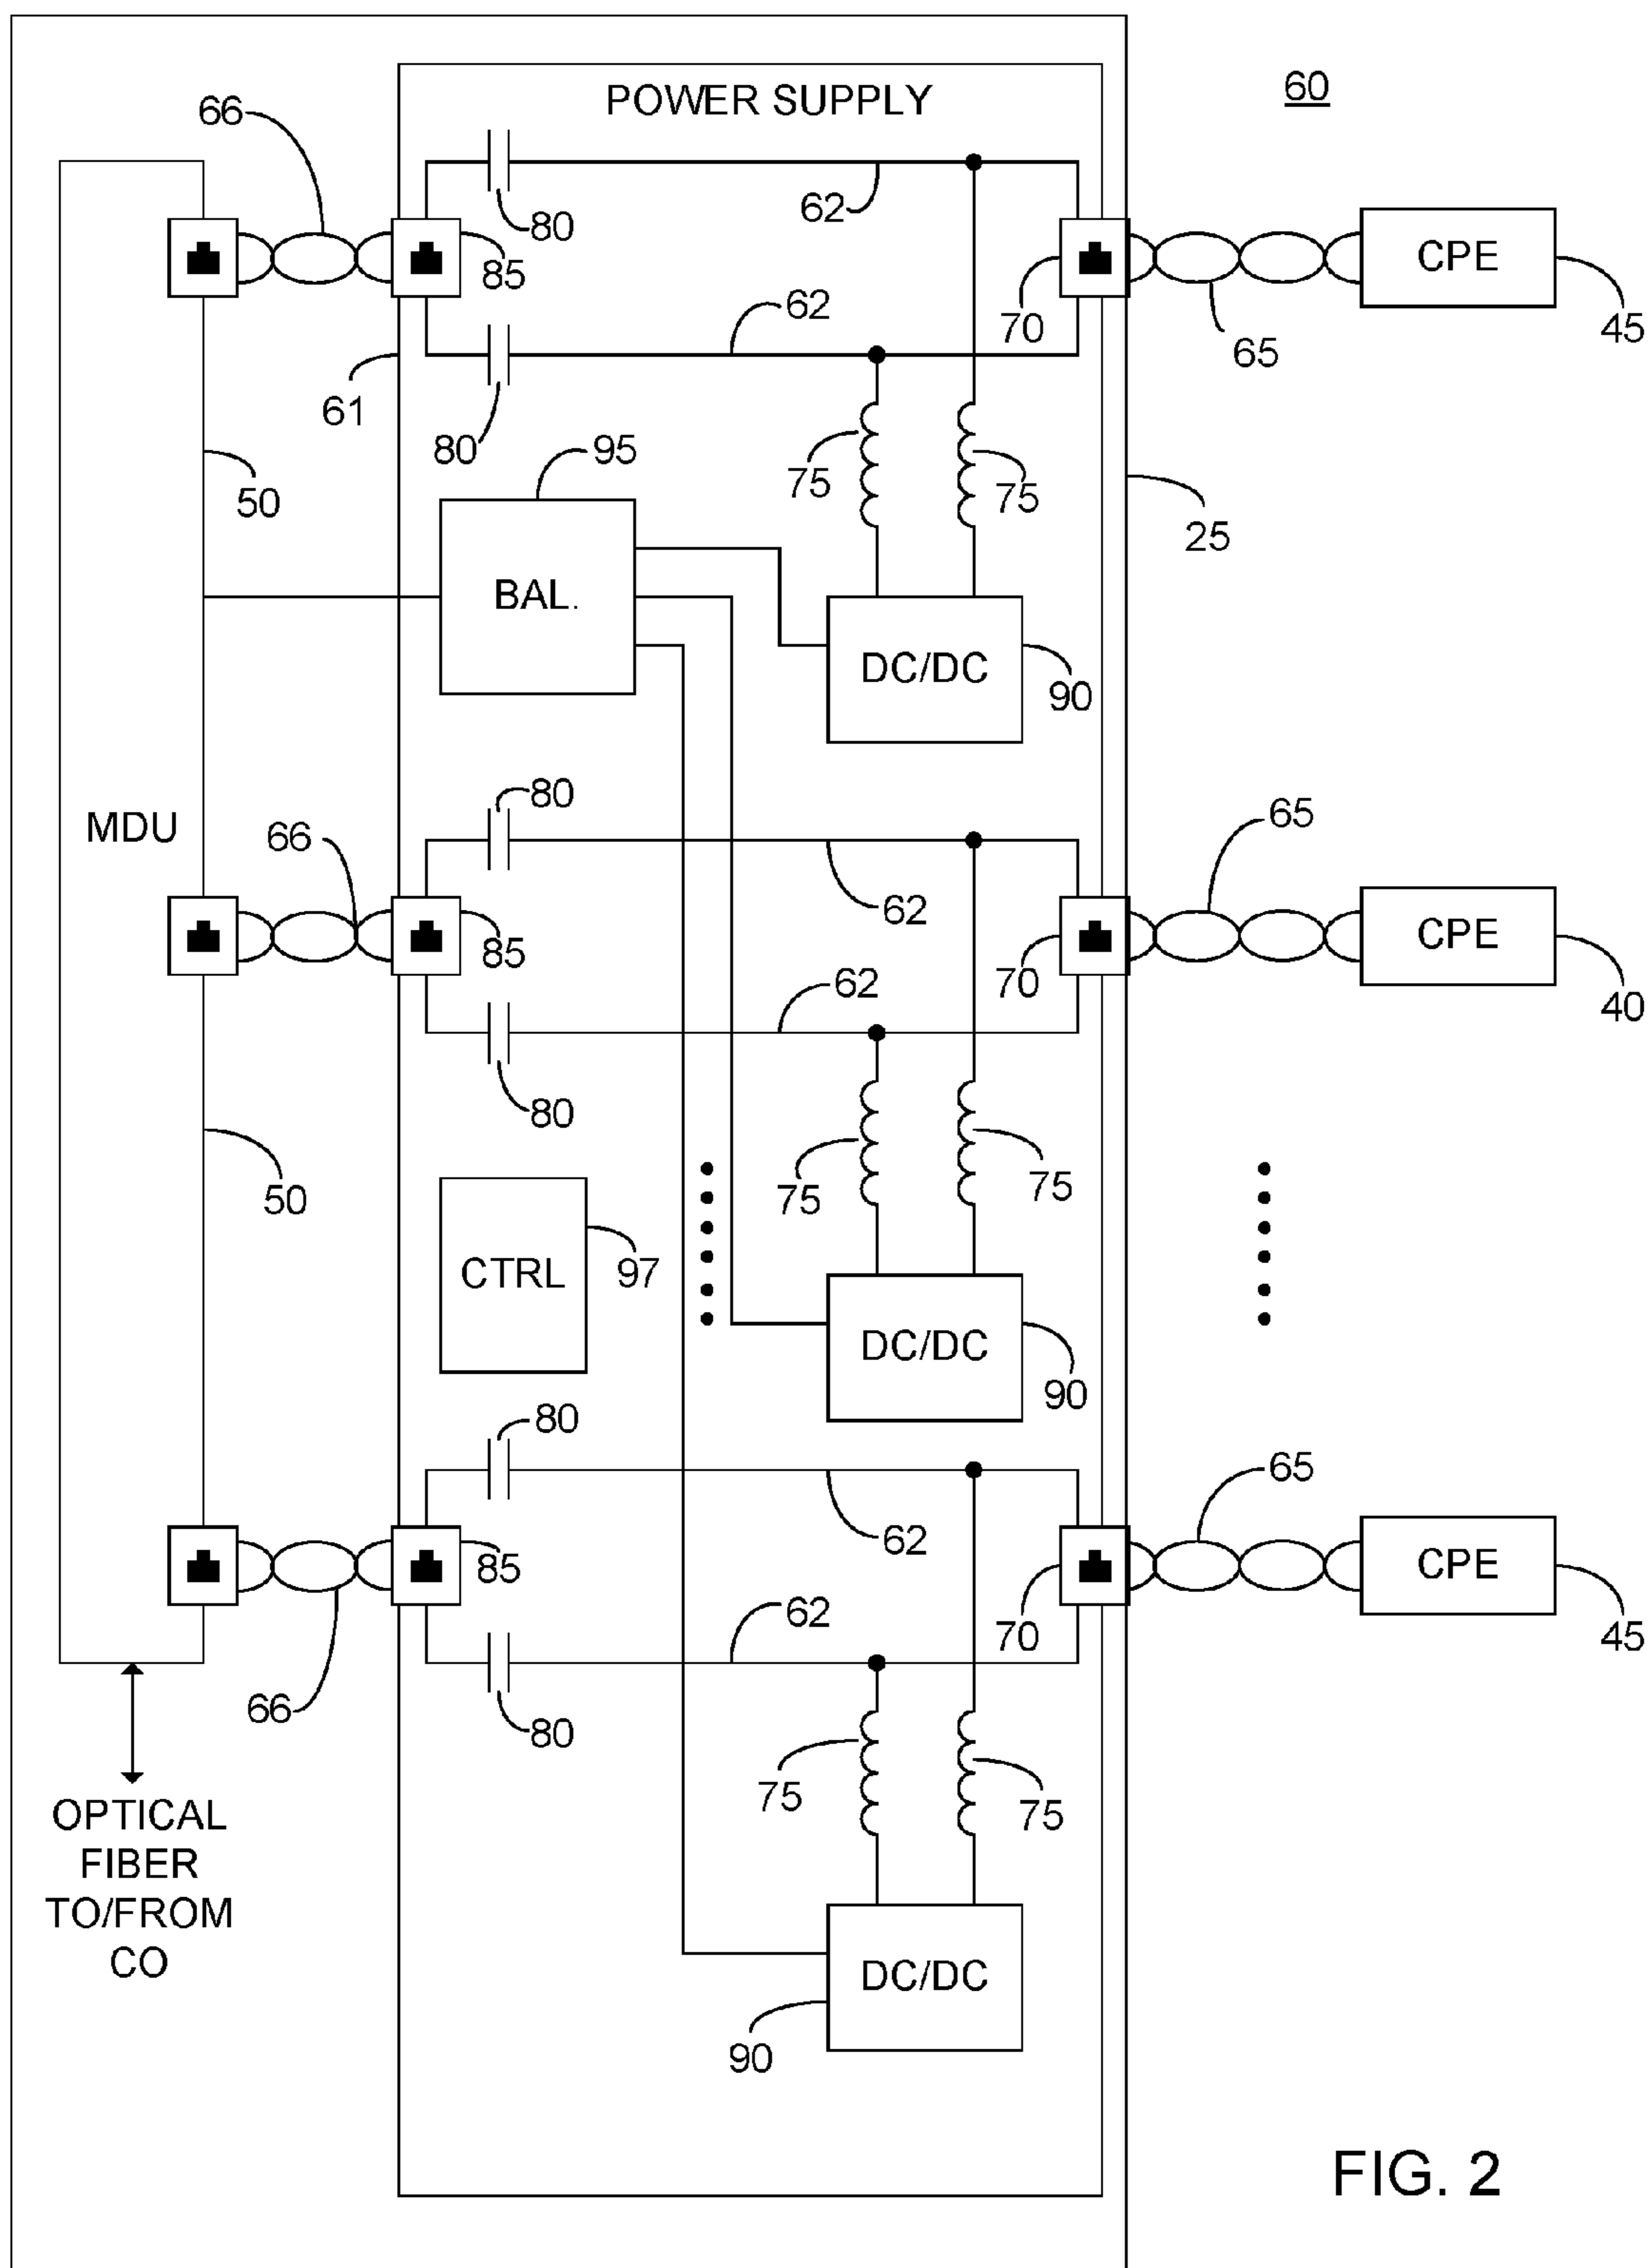 POWER SUPPLY
60
66
80
62
85
70
CPE
45
62
65
61
80
95
75
75
50
25
BAL.
DC/DC
90
80
MDU
66
65
62
85
70
CPE
40
62
80
75
75
50
CTRL
97
DC/DC
90
80
65
62
85
70
CPE
45
62
66
80
75
75
OPTICAL
FIBER
TO/FROM
CO
DC/DC
90
FIG. 2